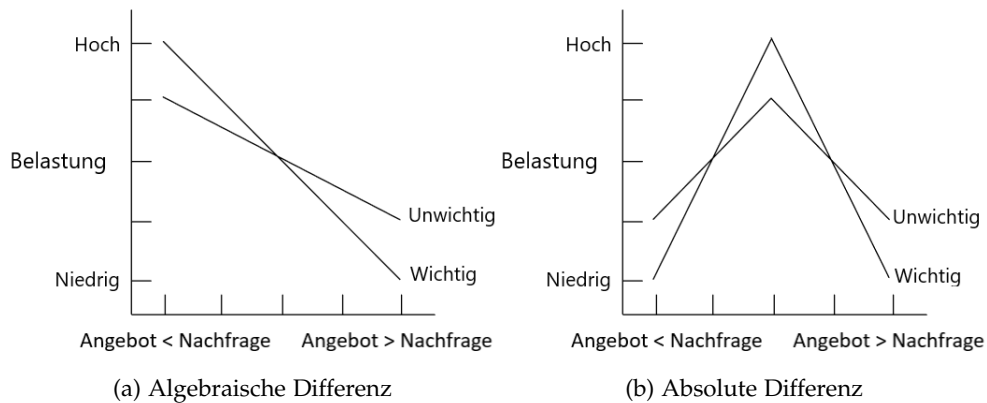 Hoch
Belastung
Niedrig
Unwichtig
Wichtig
Angebot < Nachfrage
Angebot > Nachfrage
(a) Algebraische Differenz
Hoch
Belastung
Niedrig
Unwichtig
Wichtig
Angebot < Nachfrage
Angebot > Nachfrage
(b) Absolute Differenz